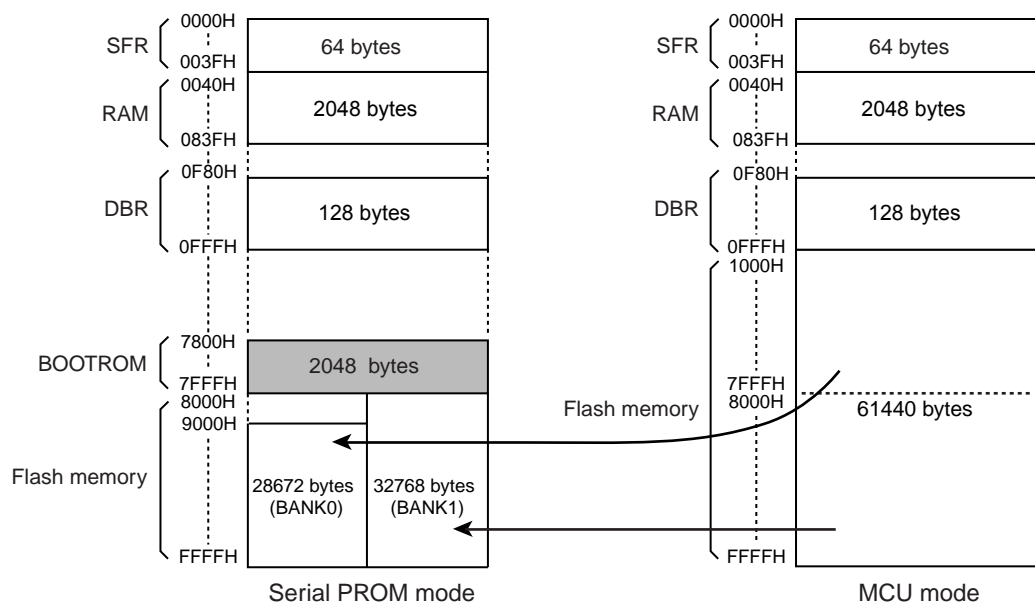 SFR
0000H
003FH
64 bytes
RAM
0040H
083FH
2048 bytes
DBR
0F80H
0FFFH
128 bytes
BOOTROM
7800H
7FFFH
2048 bytes
Flash memory
8000H
9000H
FFFFH
28672 bytes
(BANK0)
32768 bytes
(BANK1)
Serial PROM mode
SFR
0000H
003FH
64 bytes
RAM
0040H
083FH
2048 bytes
DBR
0F80H
0FFFH
128 bytes
Flash memory
1000H
7FFFH
8000H
FFFFH
61440 bytes
MCU mode